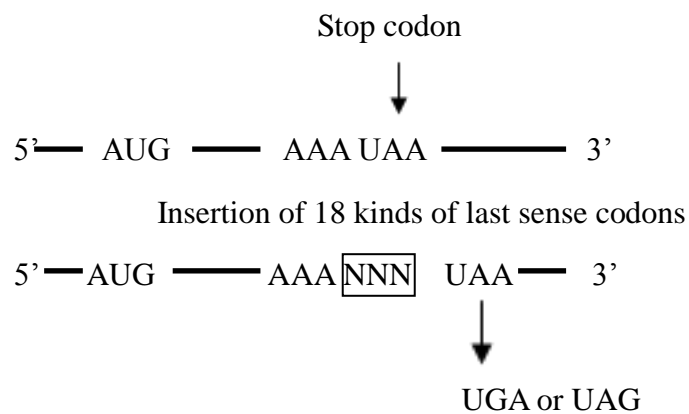 Stop codon
5’ AUG AAA UAA 3’
Insertion of 18 kinds of last sense codons
5’ AUG AAA NNN UAA 3’
UGA or UAG